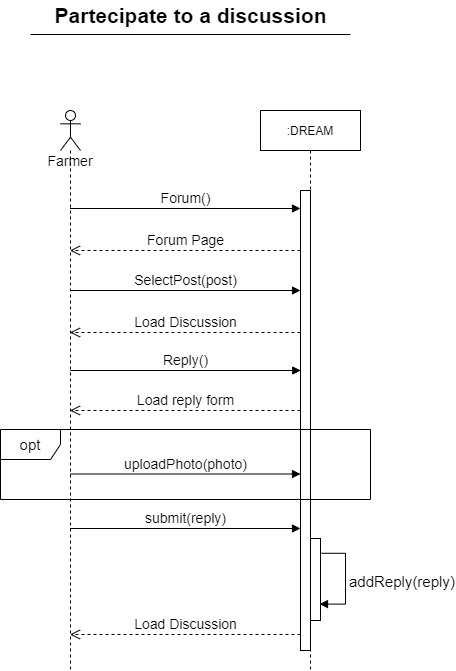 Partecipate to a discussion
:DREAM
Farmer
Forum()
Forum Page
SelectPost(post)
Load Discussion
Reply()
Load reply form
opt
uploadPhoto(photo)
submit(reply)
addReply(reply)
Load Discussion